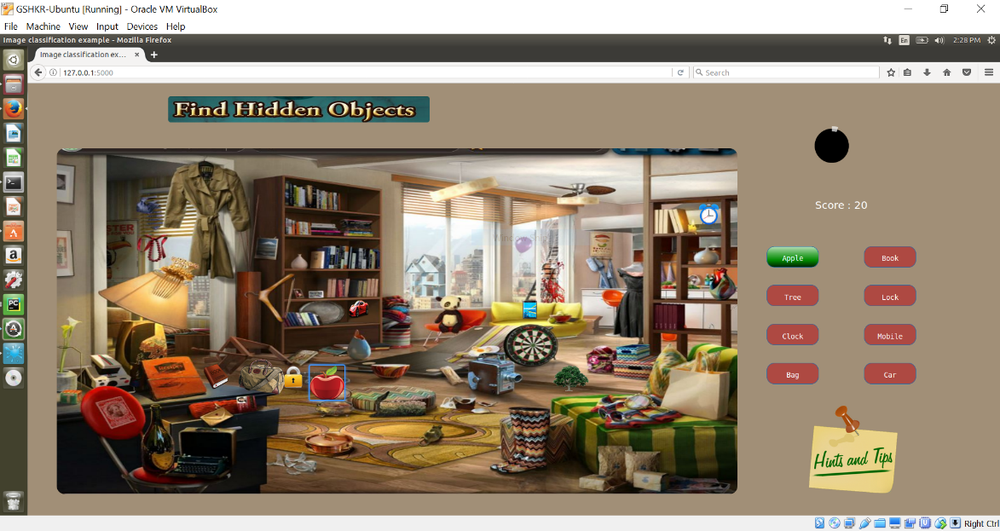 GSHKR-Ubuntu [Running] - Oracle VM VirtualBox
File Machine View Input Devices Help
Image classification example - Mozilla Firefox
En
2:28 PM
Image classification ex...
127.0.0.1:5000
Search
Find Hidden Objects
Score : 20
Apple
Book
Tree
Lock
Clock
Mobile
Bag
Car
Hints and Tips
Right Ctrl